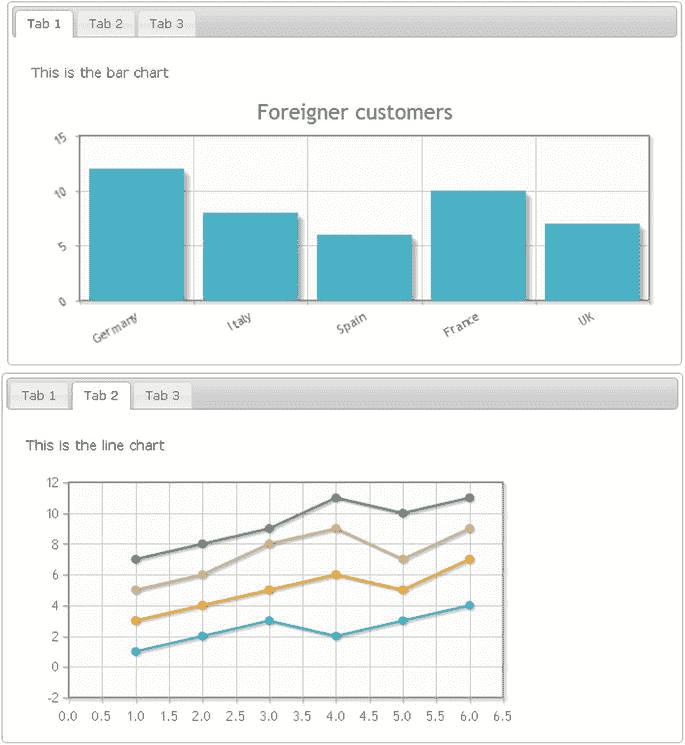 Tab 1 Tab 2 Tab 3
This is the bar chart
Foreigner customers
15
10
5
0
Germany Italy Spain France UK
Tab 1 Tab 2 Tab 3
This is the line chart
12
10
8
6
4
2
0
-2
0.0 0.5 1.0 1.5 2.0 2.5 3.0 3.5 4.0 4.5 5.0 5.5 6.0 6.5